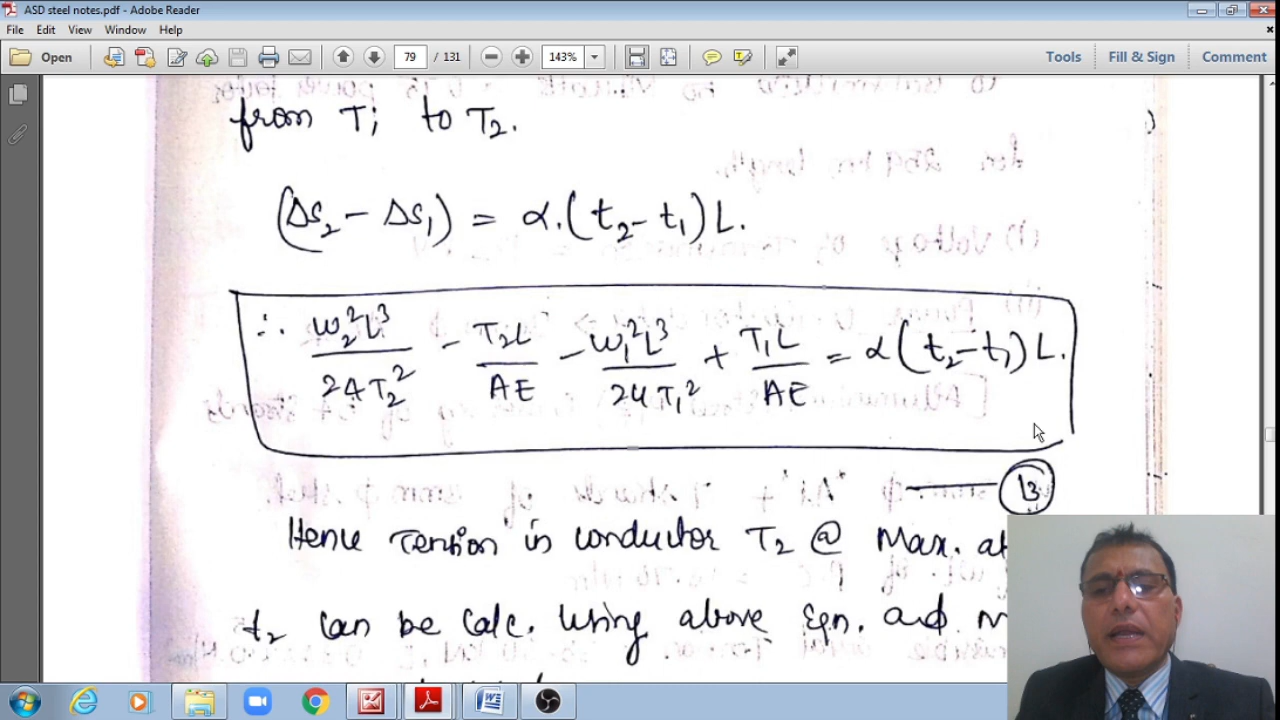 ASD steel notes.pdf - Adobe Reader
File Edit View Window Help
Open 79 / 131 143% Tools Fill & Sign Comment
from Ti to T2.
(ΔS₂ - ΔS₁) = α.(t₂-t₁)L.
∴ w₂²L³/24T₂² - T₂L/AE - w₁²L³/24T₁² + T₁L/AE = α(t₂-t₁)L.
13
Hence Tension in conductor T₂ @ Max. at
t₂ can be calc. using above Eqn. and m